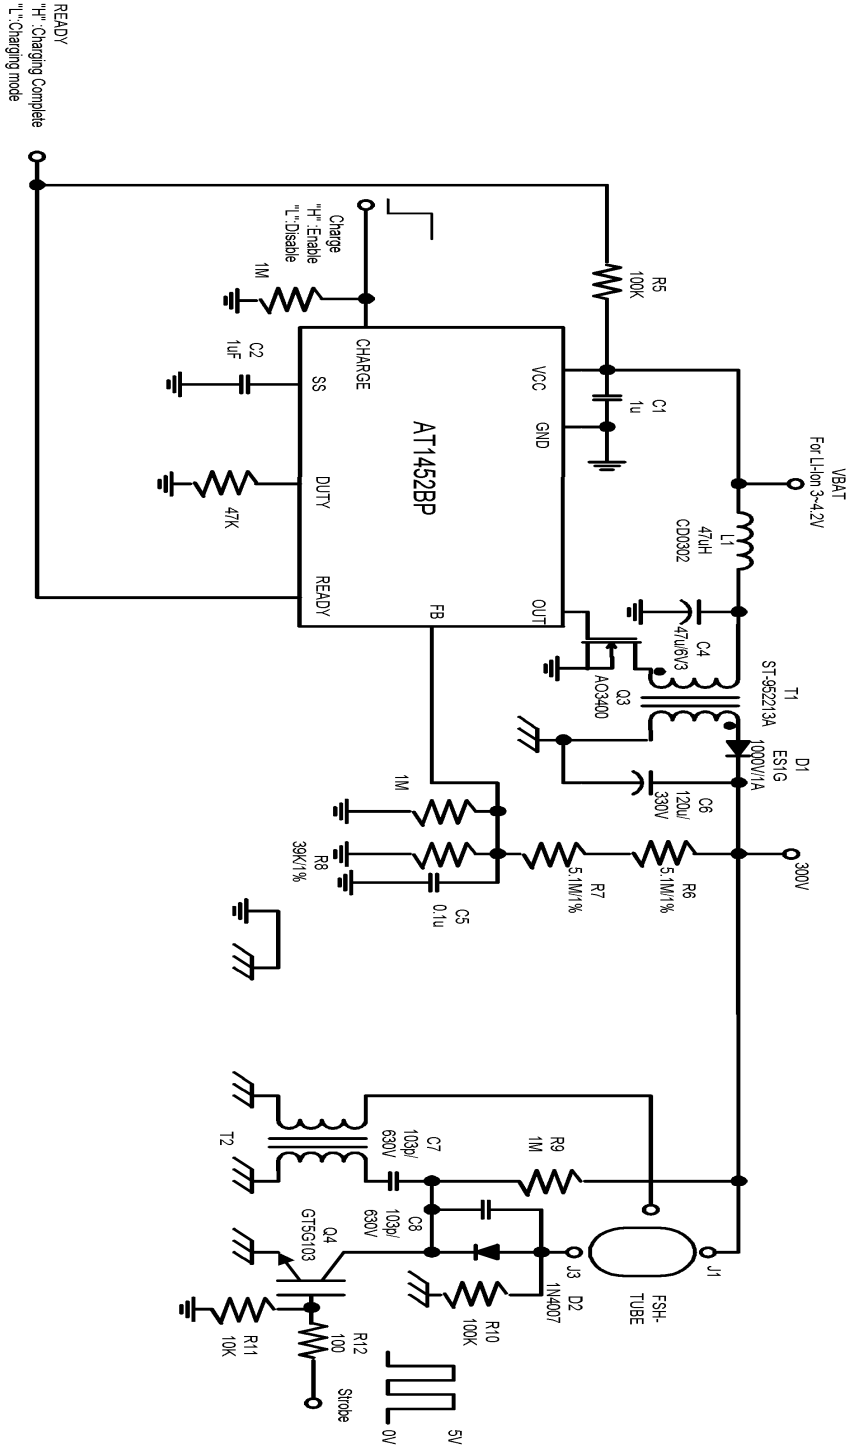 READY
"H" :Charging Complete
"L":Charging mode
Charge
"H" :Enable
"L":Disable
1M
R5
100K
C2
1uF
47K
CHARGE
SS
DUTY
READY
VCC
GND
AT1452BP
OUT
FB
C1
1u
VBAT
For LI-Ion 3~4.2V
L1
47uH
CD0302
C4
47u/6V3
Q3
AO3400
T1
ST-952213A
D1
ES1G
1000V/1A
C6
120u/
330V
300V
R6
5.1M/1%
R7
5.1M/1%
1M
R8
39K/1%
C5
0.1u
T2
C7
103p/
630V
R9
1M
C8
103p/
630V
Q4
GT5G103
D2
1N4007
J1
J3
FSH-
TUBE
R10
100K
R11
10K
R12
100
Strobe
5V
0V